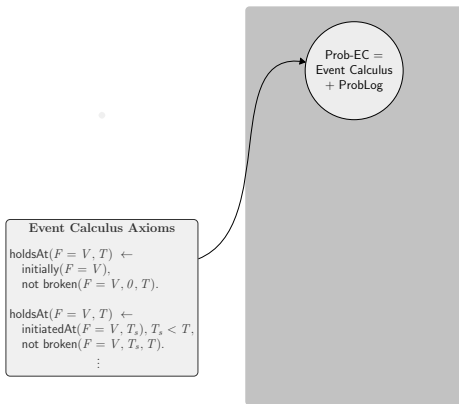 Prob-EC =
Event Calculus
+ ProbLog
Event Calculus Axioms
holdsAt(F = V, T) ←
initially(F = V),
not broken(F = V, 0, T).
holdsAt(F = V, T) ←
initiatedAt(F = V, Tₛ), Tₛ < T,
not broken(F = V, Tₛ, T).
⋮